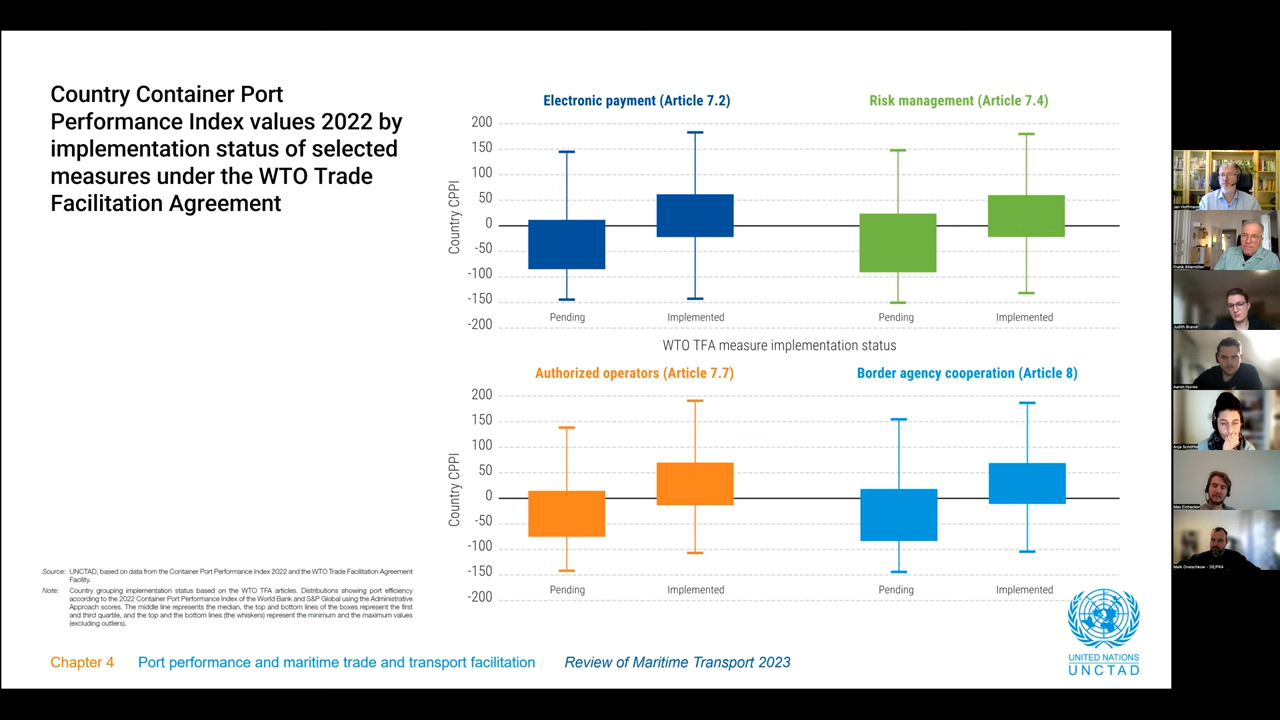 Country Container Port
Performance Index values 2022 by
implementation status of selected
measures under the WTO Trade
Facilitation Agreement
Electronic payment (Article 7.2)
Risk management (Article 7.4)
Country CPPI
200
150
100
50
0
-50
-100
-150
-200
Pending
Implemented
Pending
Implemented
WTO TFA measure implementation status
Authorized operators (Article 7.7)
Border agency cooperation (Article 8)
Country CPPI
200
150
100
50
0
-50
-100
-150
-200
Pending
Implemented
Pending
Implemented
Source: UNCTAD, based on data from the Container Port Performance Index 2022 and the WTO Trade Facilitation Agreement
Facility.
Note: Country grouping implementation status based on the WTO TFA articles. Distributions showing port efficiency
according to the 2022 Container Port Performance Index of the World Bank and S&P Global using the Administrative
Approach scores. The middle line represents the median, the top and bottom lines of the boxes represent the first
and third quartile, and the top and the bottom lines (the whiskers) represent the minimum and the maximum values
(excluding outliers).
Chapter 4 Port performance and maritime trade and transport facilitation Review of Maritime Transport 2023
UNITED NATIONS
UNCTAD
Jan Hoffmann
Judith Brandt
Max Eichacker